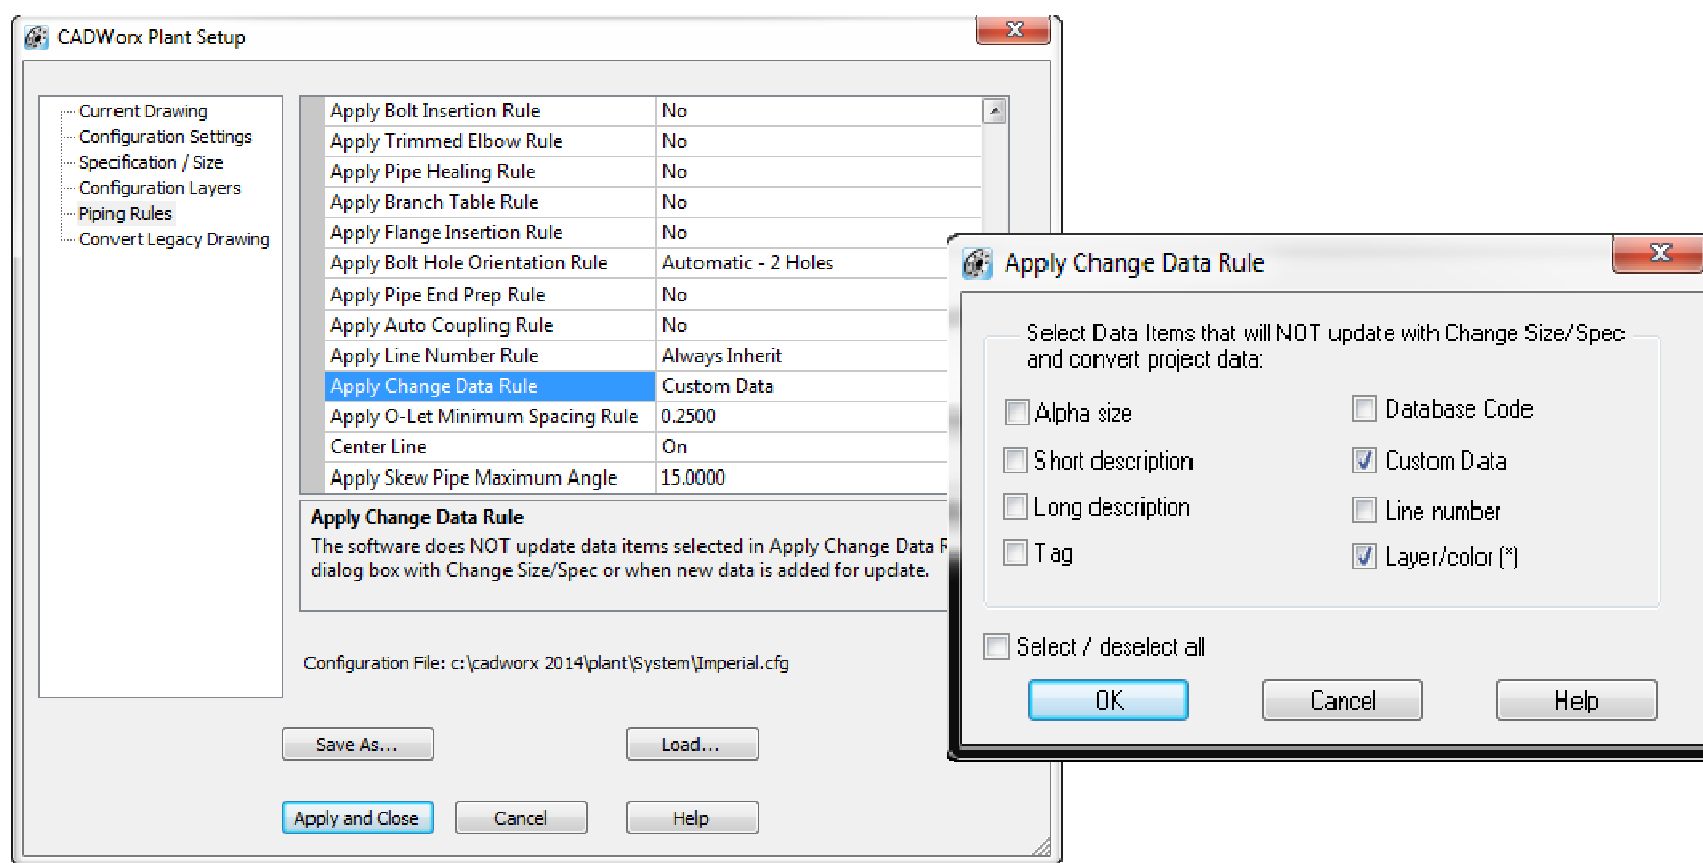 CADWorx Plant Setup
Current Drawing
Configuration Settings
Specification / Size
Configuration Layers
Piping Rules
Convert Legacy Drawing
Apply Bolt Insertion Rule No
Apply Trimmed Elbow Rule No
Apply Pipe Healing Rule No
Apply Branch Table Rule No
Apply Flange Insertion Rule No
Apply Bolt Hole Orientation Rule Automatic - 2 Holes
Apply Pipe End Prep Rule No
Apply Auto Coupling Rule No
Apply Line Number Rule Always Inherit
Apply Change Data Rule Custom Data
Apply O-Let Minimum Spacing Rule 0.2500
Center Line On
Apply Skew Pipe Maximum Angle 15.0000
Apply Change Data Rule
The software does NOT update data items selected in Apply Change Data R
dialog box with Change Size/Spec or when new data is added for update.
Configuration File: c:\cadworx 2014\plant\System\Imperial.cfg
Save As... Load...
Apply and Close Cancel Help
Apply Change Data Rule
Select Data Items that will NOT update with Change Size/Spec
and convert project data:
Alpha size Database Code
Short description Custom Data
Long description Line number
Tag Layer/color (*)
Select / deselect all
OK Cancel Help